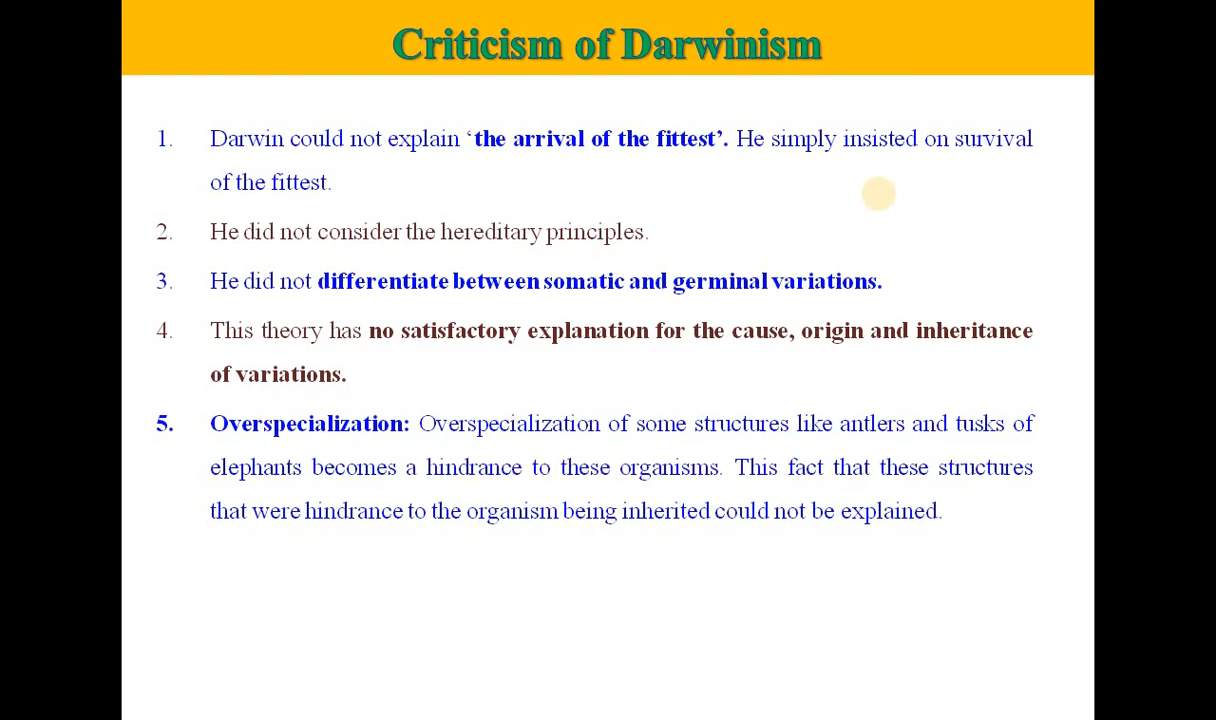 Criticism of Darwinism
1. Darwin could not explain ‘the arrival of the fittest’. He simply insisted on survival
of the fittest.
2. He did not consider the hereditary principles.
3. He did not differentiate between somatic and germinal variations.
4. This theory has no satisfactory explanation for the cause, origin and inheritance
of variations.
5. Overspecialization: Overspecialization of some structures like antlers and tusks of
elephants becomes a hindrance to these organisms. This fact that these structures
that were hindrance to the organism being inherited could not be explained.